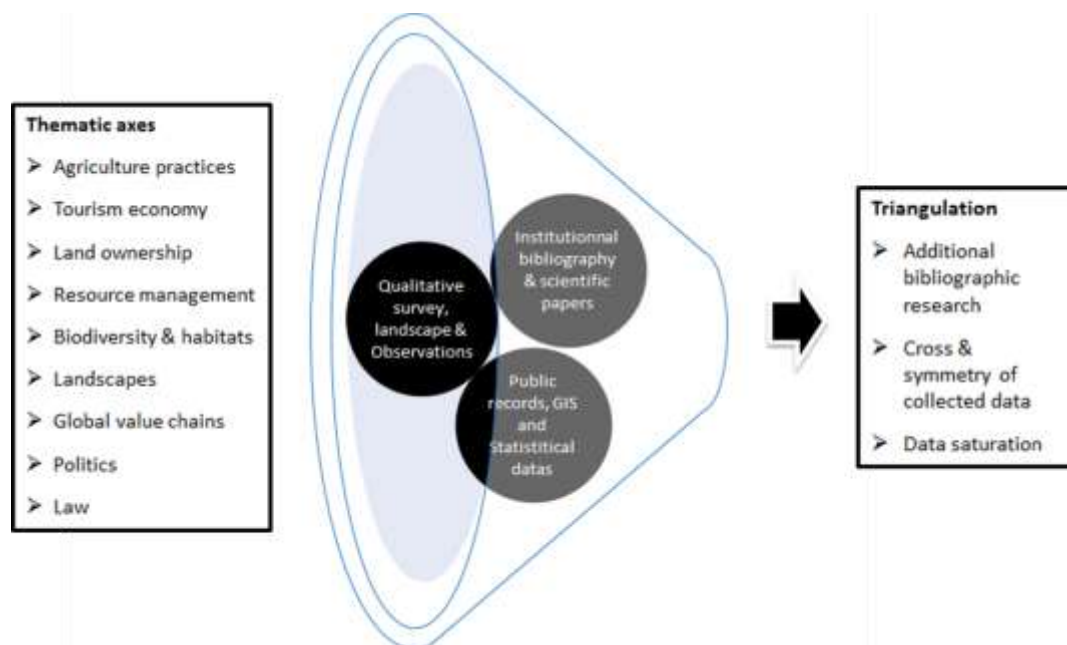 Thematic axes
➢ Agriculture practices
➢ Tourism economy
➢ Land ownership
➢ Resource management
➢ Biodiversity & habitats
➢ Landscapes
➢ Global value chains
➢ Politics
➢ Law
Qualitative
survey,
landscape &
Observations
Institutionnal
bibliography
& scientific
papers
Public
records, GIS
and
Statistitical
datas
Triangulation
➢ Additional
bibliographic
research
➢ Cross &
symmetry of
collected data
➢ Data saturation